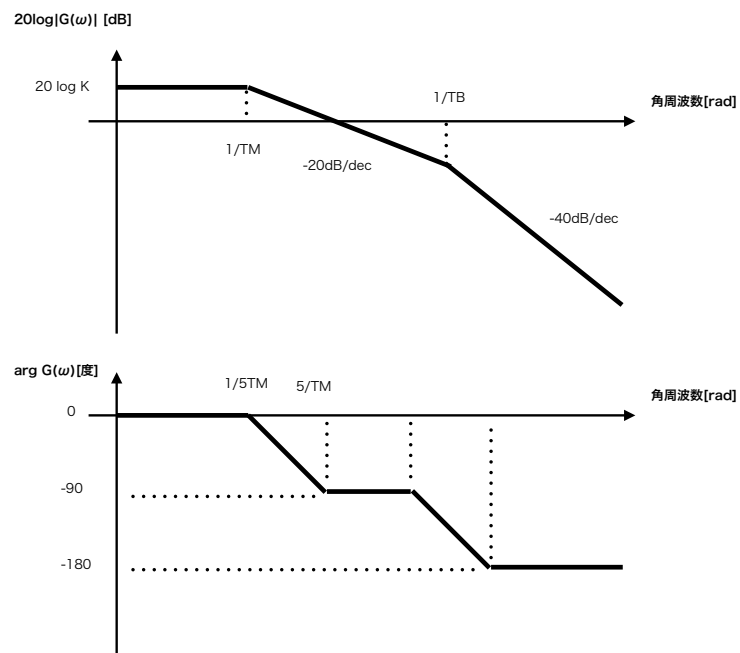 20log|G(ω)| [dB]
20 log K
1/TB
角周波数[rad]
1/TM
-20dB/dec
-40dB/dec
arg G(ω)[度]
1/5TM
5/TM
角周波数[rad]
0
-90
-180